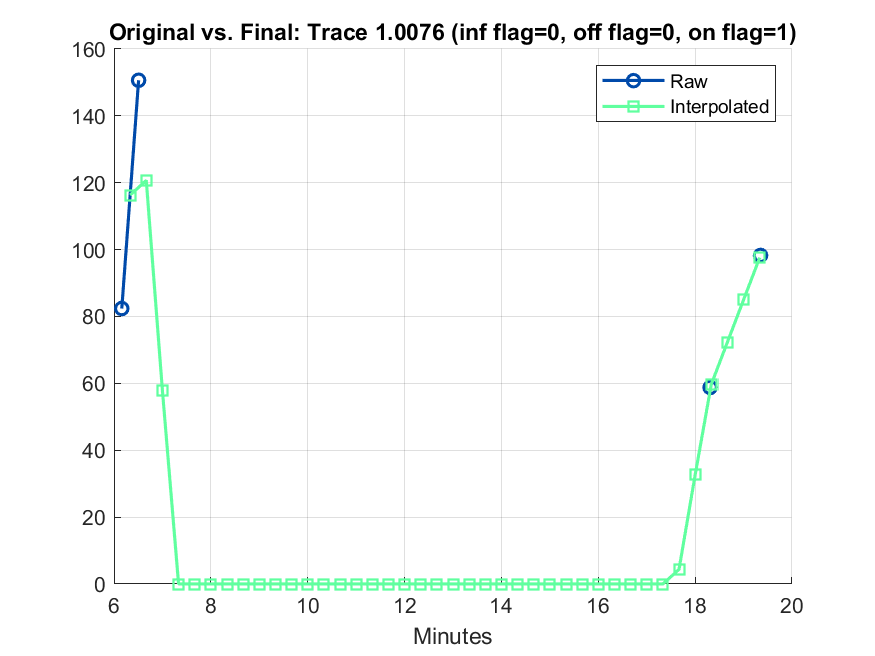 Original vs. Final: Trace 1.0076 (inf flag=0, off flag=0, on flag=1)
160
140
120
100
80
60
40
20
0
Raw
Interpolated
6 8 10 12 14 16 18 20
Minutes